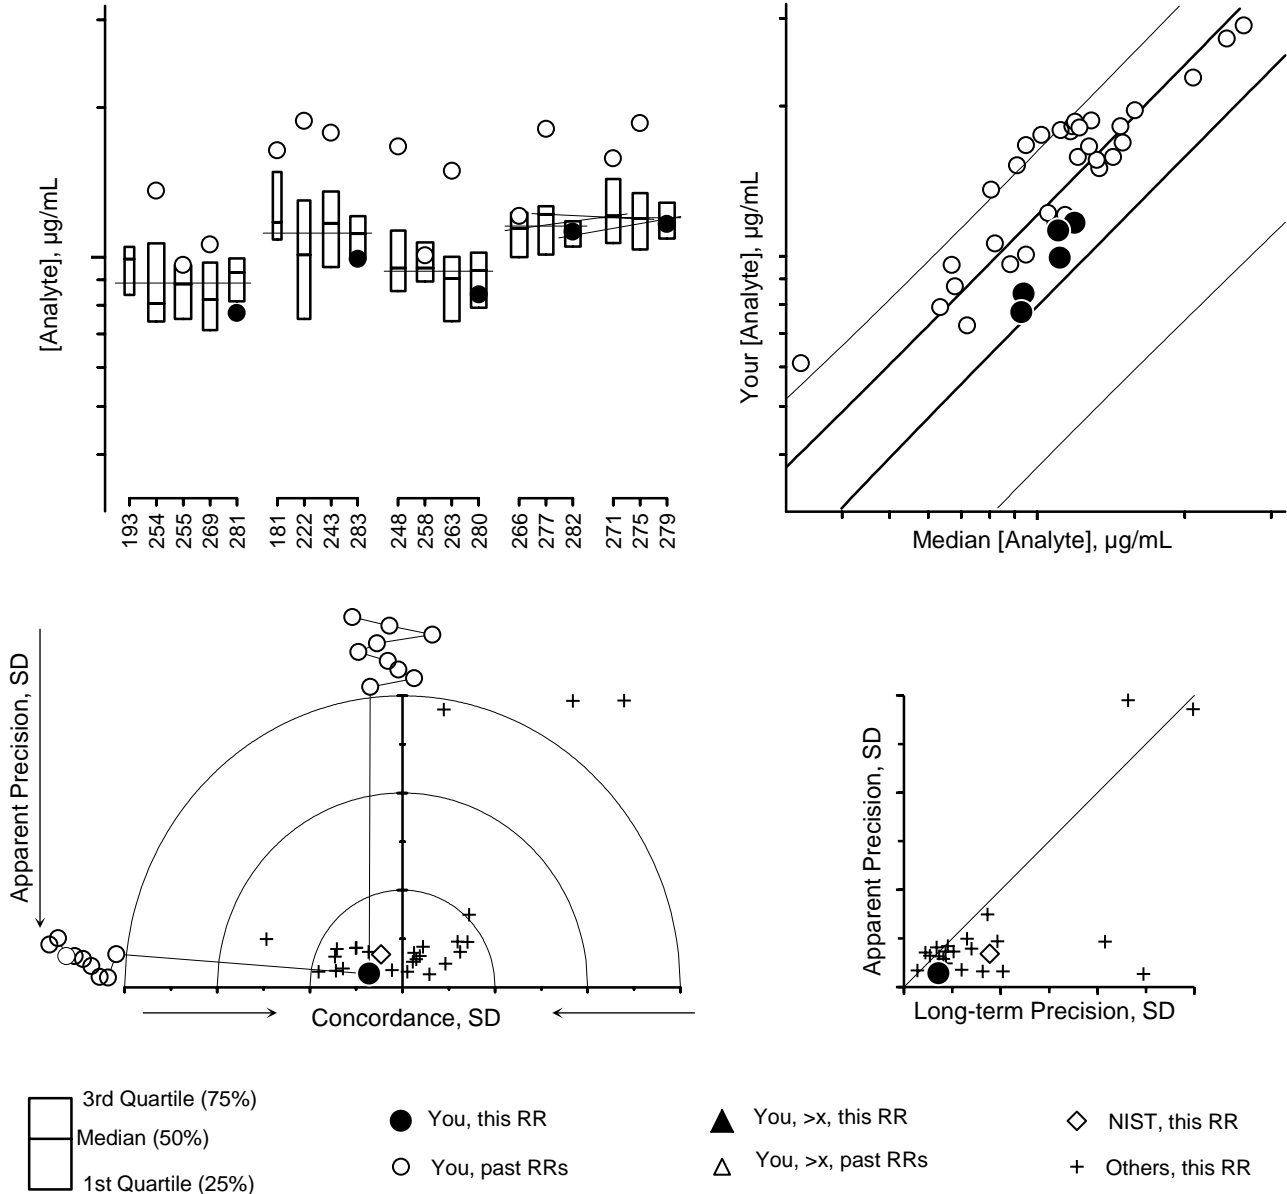 [Analyte], µg/mL
193 254 255 269 281 181 222 243 283 248 258 263 280 266 277 282 271 275 279
Your [Analyte], µg/mL
Median [Analyte], µg/mL
Apparent Precision, SD
Concordance, SD
Apparent Precision, SD
Long-term Precision, SD
3rd Quartile (75%)
Median (50%)
1st Quartile (25%)
You, this RR
You, past RRs
You, >x, this RR
You, >x, past RRs
NIST, this RR
Others, this RR